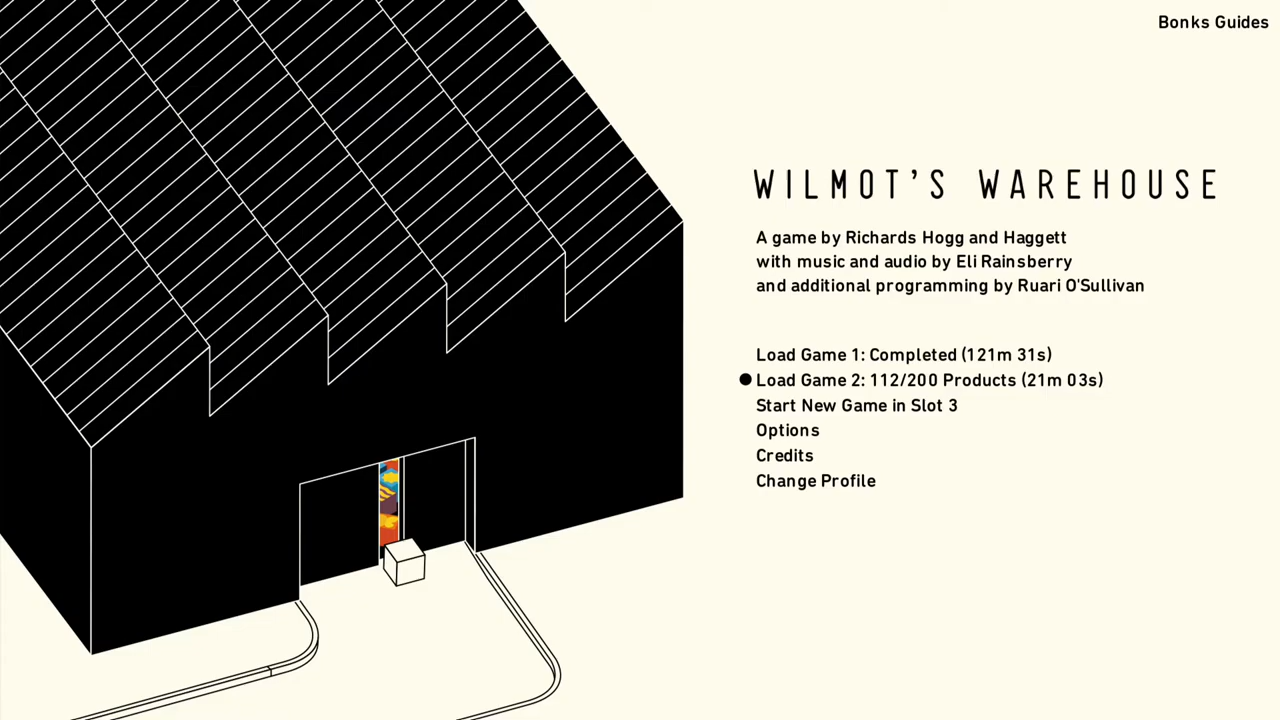 Bonks Guides
WILMOT'S WAREHOUSE
A game by Richards Hogg and Haggett
with music and audio by Eli Rainsberry
and additional programming by Ruari O'Sullivan
Load Game 1: Completed (121m 31s)
Load Game 2: 112/200 Products (21m 03s)
Start New Game in Slot 3
Options
Credits
Change Profile